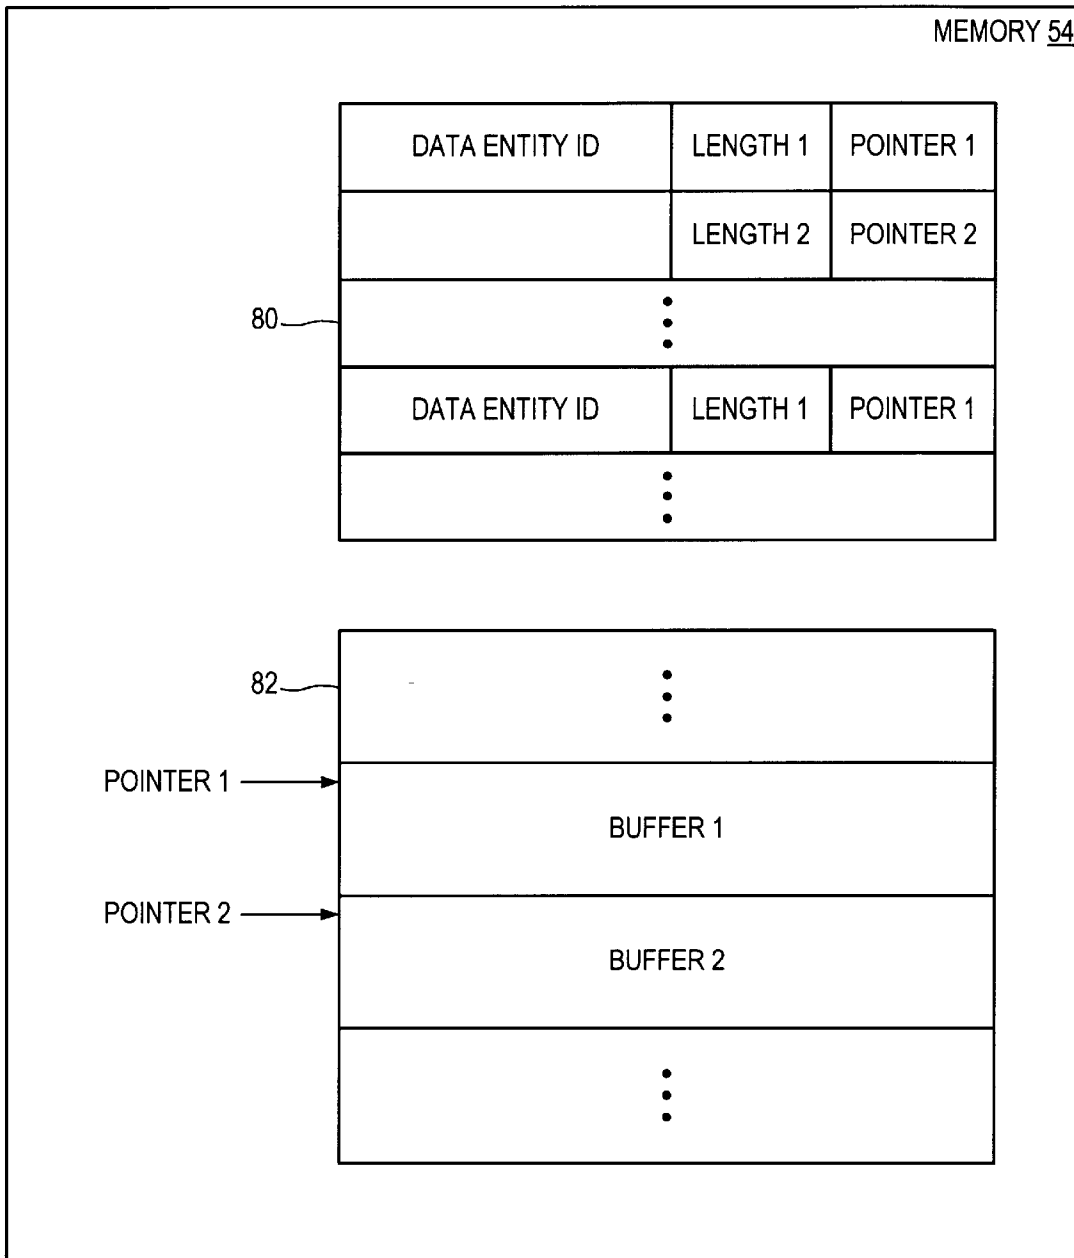 MEMORY 54
DATA ENTITY ID LENGTH 1 POINTER 1
LENGTH 2 POINTER 2
80
DATA ENTITY ID LENGTH 1 POINTER 1
82
POINTER 1
BUFFER 1
POINTER 2
BUFFER 2